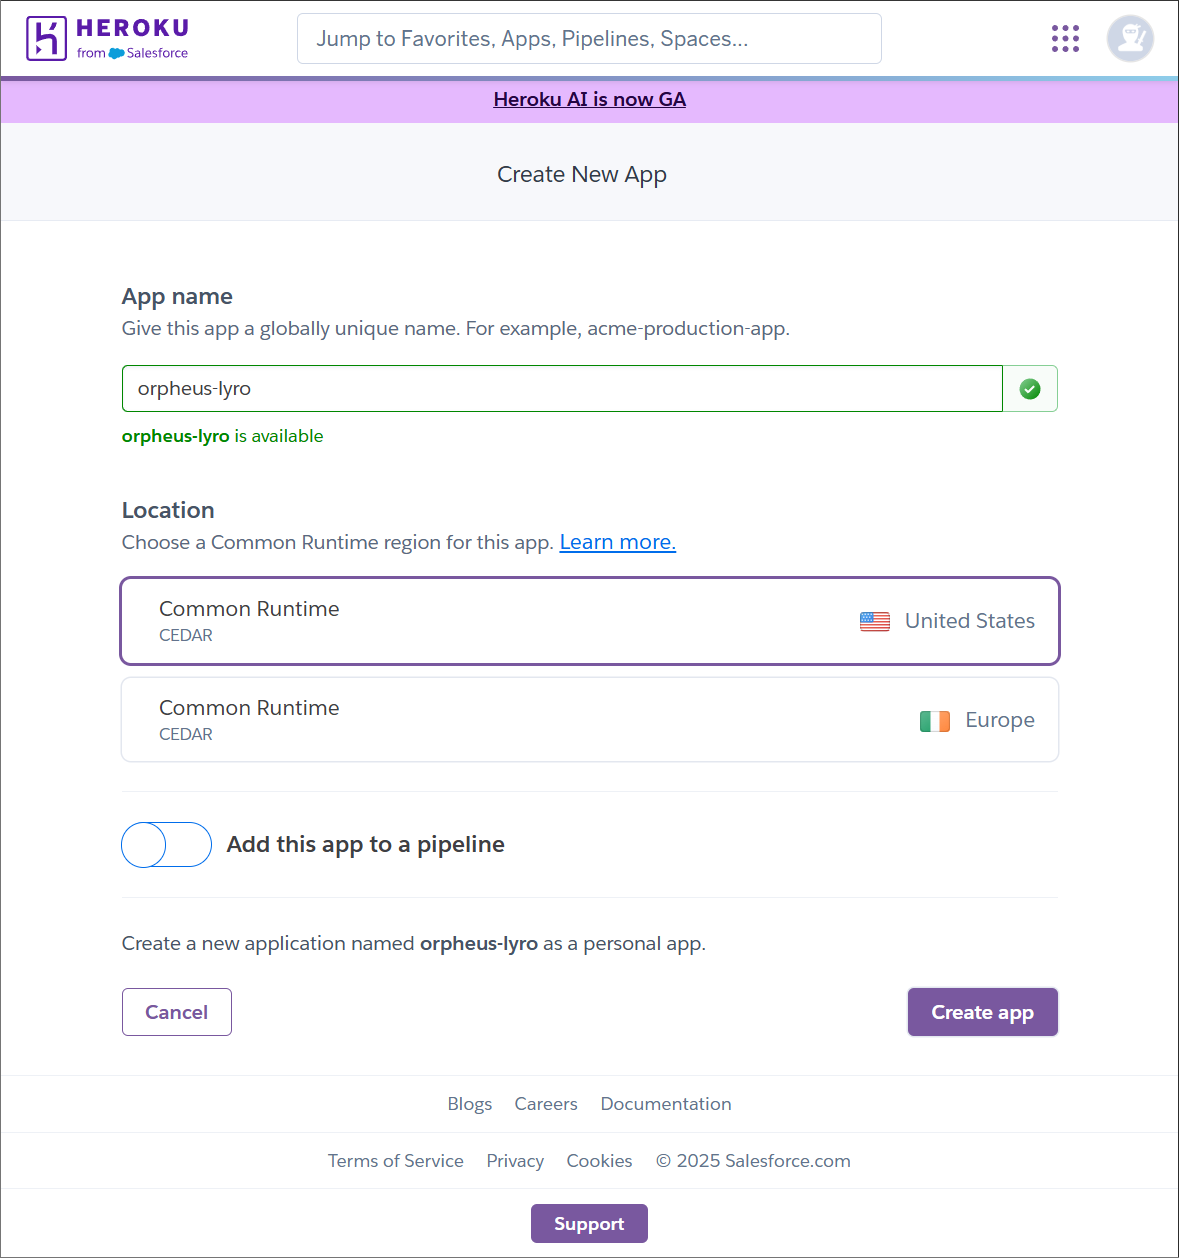 HEROKU
from Salesforce
Jump to Favorites, Apps, Pipelines, Spaces...
Heroku AI is now GA
Create New App
App name
Give this app a globally unique name. For example, acme-production-app.
orpheus-lyro
orpheus-lyro is available
Location
Choose a Common Runtime region for this app. Learn more.
Common Runtime
CEDAR
United States
Common Runtime
CEDAR
Europe
Add this app to a pipeline
Create a new application named orpheus-lyro as a personal app.
Cancel
Create app
Blogs Careers Documentation
Terms of Service Privacy Cookies © 2025 Salesforce.com
Support